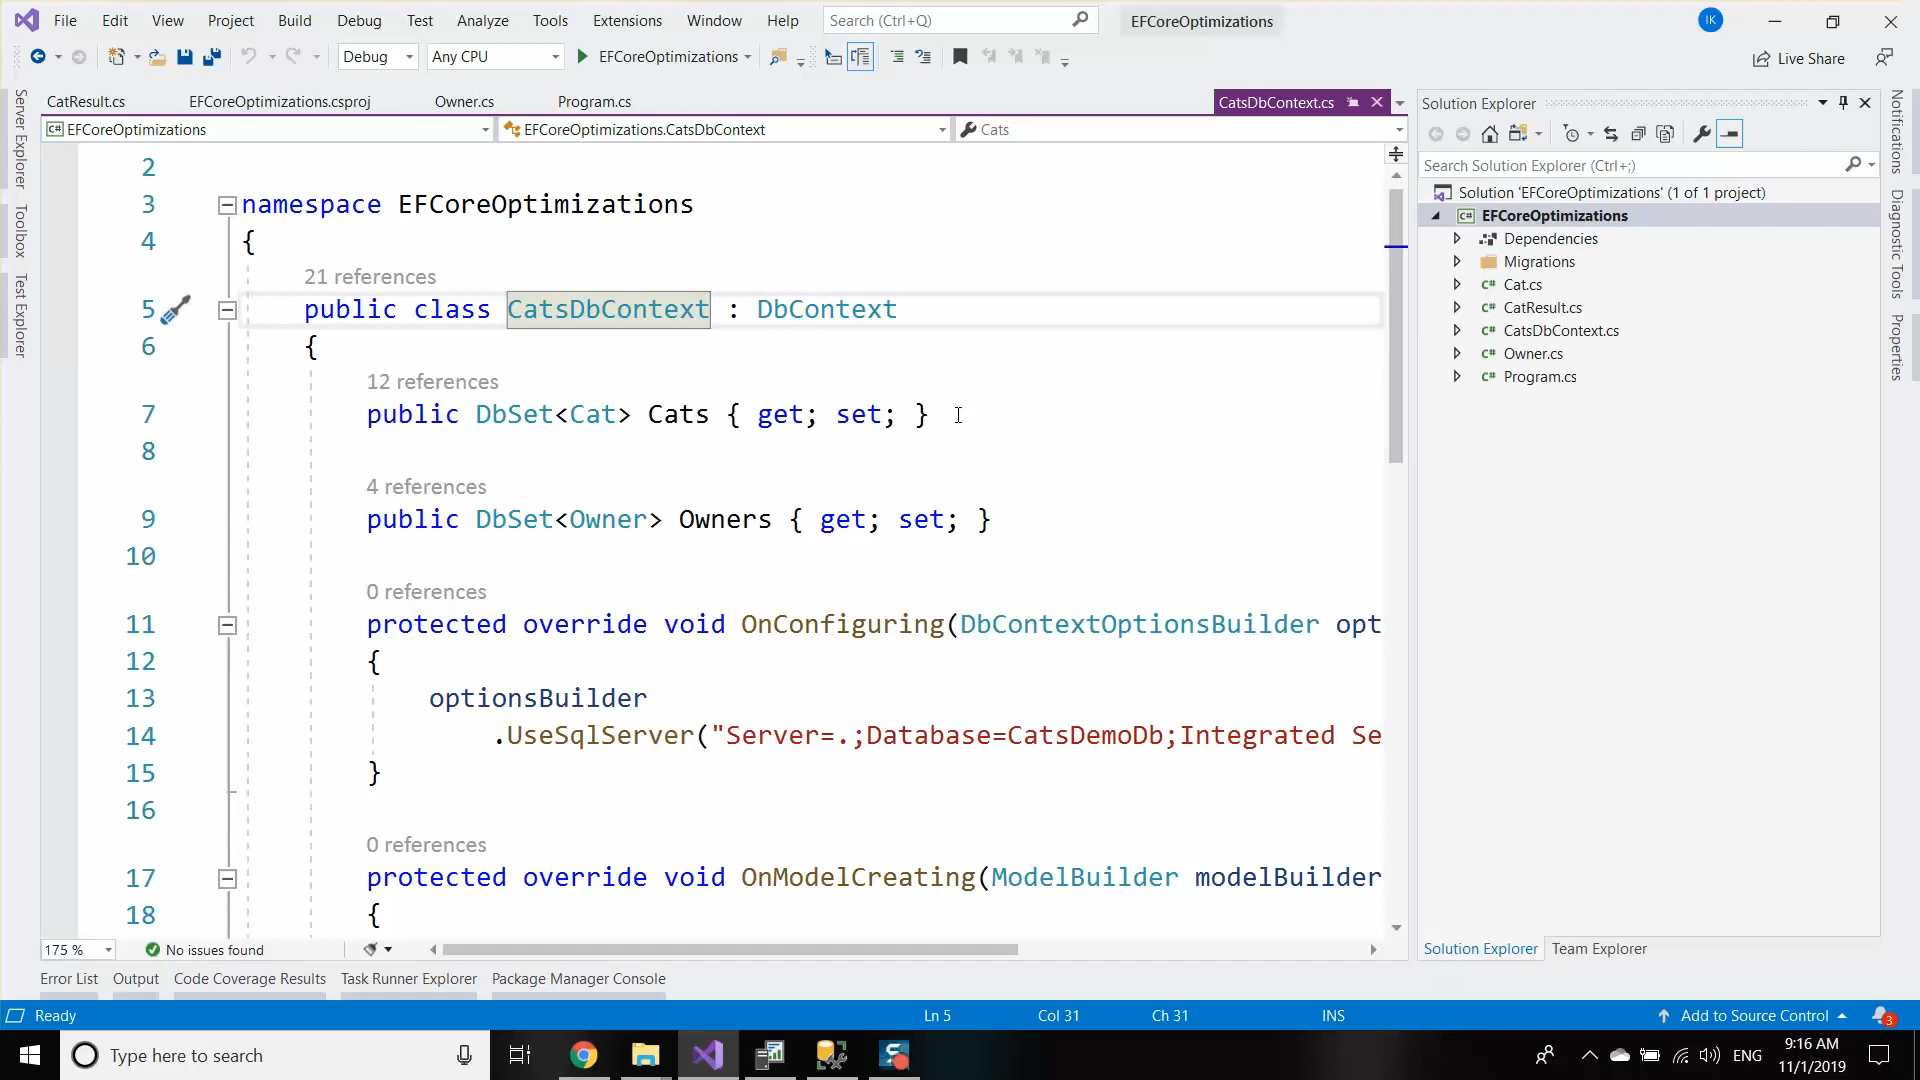 File Edit View Project Build Debug Test Analyze Tools Extensions Window Help Search (Ctrl+Q) EFCoreOptimizations IK
Debug Any CPU EFCoreOptimizations Live Share
CatResult.cs EFCoreOptimizations.csproj Owner.cs Program.cs CatsDbContext.cs
C# EFCoreOptimizations EFCoreOptimizations.CatsDbContext Cats
2
3 namespace EFCoreOptimizations
4 {
21 references
5 public class CatsDbContext : DbContext
6 {
12 references
7 public DbSet<Cat> Cats { get; set; }
8
4 references
9 public DbSet<Owner> Owners { get; set; }
10
0 references
11 protected override void OnConfiguring(DbContextOptionsBuilder opt
12 {
13 optionsBuilder
14 .UseSqlServer("Server=.;Database=CatsDemoDb;Integrated Se
15 }
16
0 references
17 protected override void OnModelCreating(ModelBuilder modelBuilder
18 {
175 % No issues found
Server Explorer
Toolbox
Test Explorer
Solution Explorer
Search Solution Explorer (Ctrl+;)
Solution 'EFCoreOptimizations' (1 of 1 project)
C# EFCoreOptimizations
Dependencies
Migrations
C# Cat.cs
C# CatResult.cs
C# CatsDbContext.cs
C# Owner.cs
C# Program.cs
Solution Explorer Team Explorer
Notifications
Diagnostic Tools
Properties
Error List Output Code Coverage Results Task Runner Explorer Package Manager Console
Ready Ln 5 Col 31 Ch 31 INS Add to Source Control 3
Type here to search ENG 9:16 AM
11/1/2019